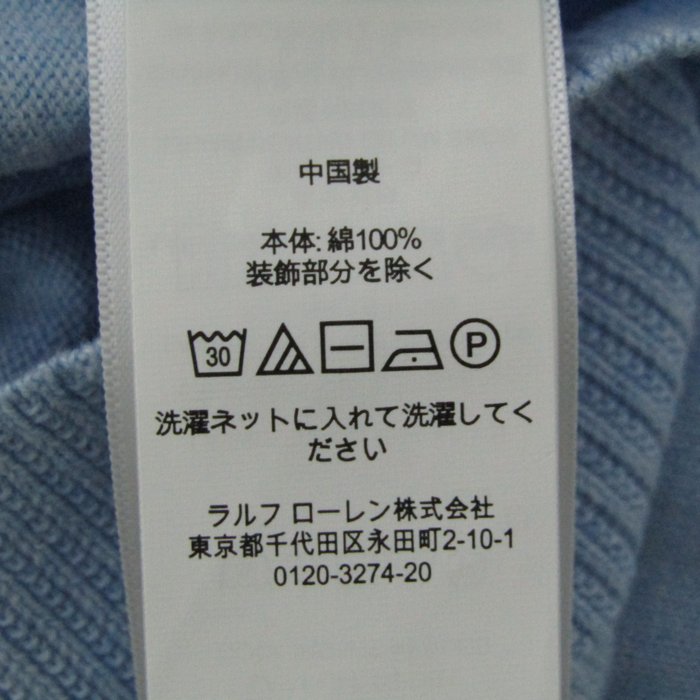 中国製
本体: 綿100%
装飾部分を除く
30 P
洗濯ネットに入れて洗濯してく
ださい
ラルフ ローレン株式会社
東京都千代田区永田町2-10-1
0120-3274-20